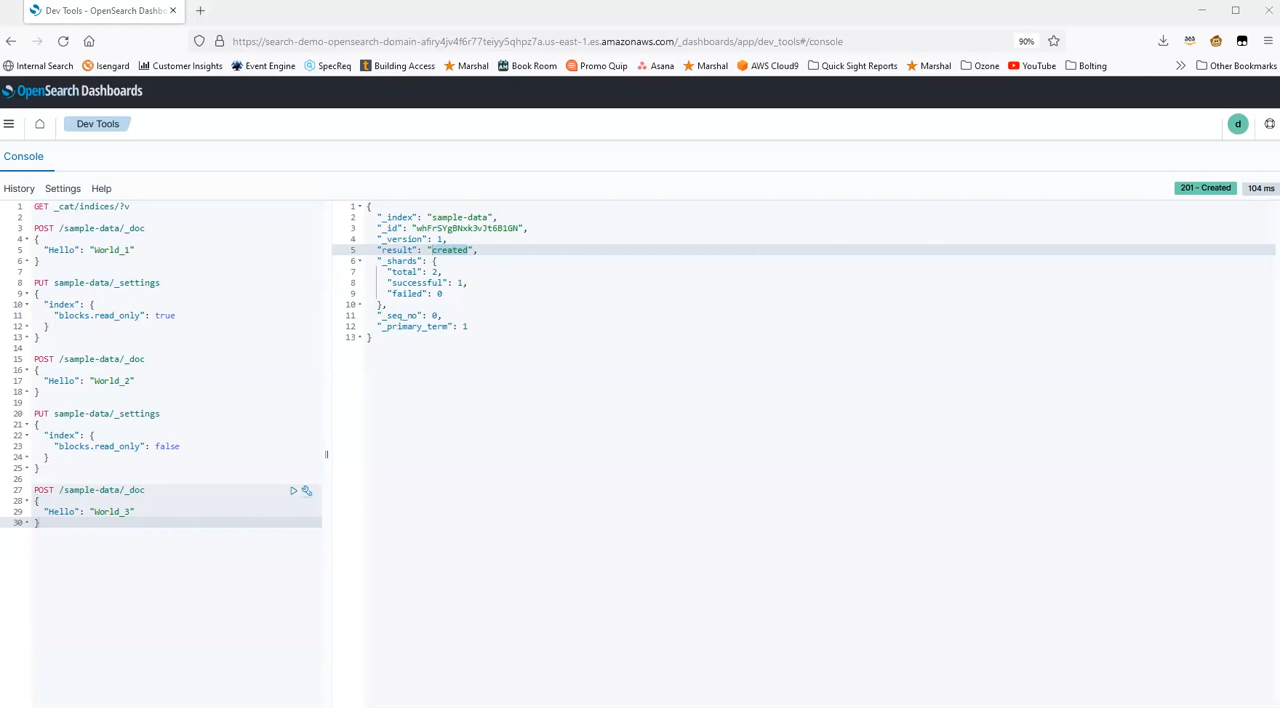 Dev Tools - OpenSearch Dashbo
https://search-demo-opensearch-domain-afiry4jv4f6r77teiyy5qhpz7a.us-east-1.es.amazonaws.com/_dashboards/app/dev_tools#/console
90%
Internal Search
Isengard
Customer Insights
Event Engine
SpecReq
Building Access
Marshal
Book Room
Promo Quip
Asana
Marshal
AWS Cloud9
Quick Sight Reports
Marshal
Ozone
YouTube
Bolting
Other Bookmarks
OpenSearch Dashboards
Dev Tools
d
Console
History Settings Help
201 - Created
104 ms
1 GET _cat/indices/?v
2
3 POST /sample-data/_doc
4 {
5 "Hello": "World_1"
6 }
7
8 PUT sample-data/_settings
9 {
10 "index": {
11 "blocks.read_only": true
12 }
13 }
14
15 POST /sample-data/_doc
16 {
17 "Hello": "World_2"
18 }
19
20 PUT sample-data/_settings
21 {
22 "index": {
23 "blocks.read_only": false
24 }
25 }
26
27 POST /sample-data/_doc
28 {
29 "Hello": "World_3"
30 }
1 {
2 "_index": "sample-data",
3 "_id": "whFrSYgBNxk3vJt6B1GN",
4 "_version": 1,
5 "result": "created",
6 "_shards": {
7 "total": 2,
8 "successful": 1,
9 "failed": 0
10 },
11 "_seq_no": 0,
12 "_primary_term": 1
13 }